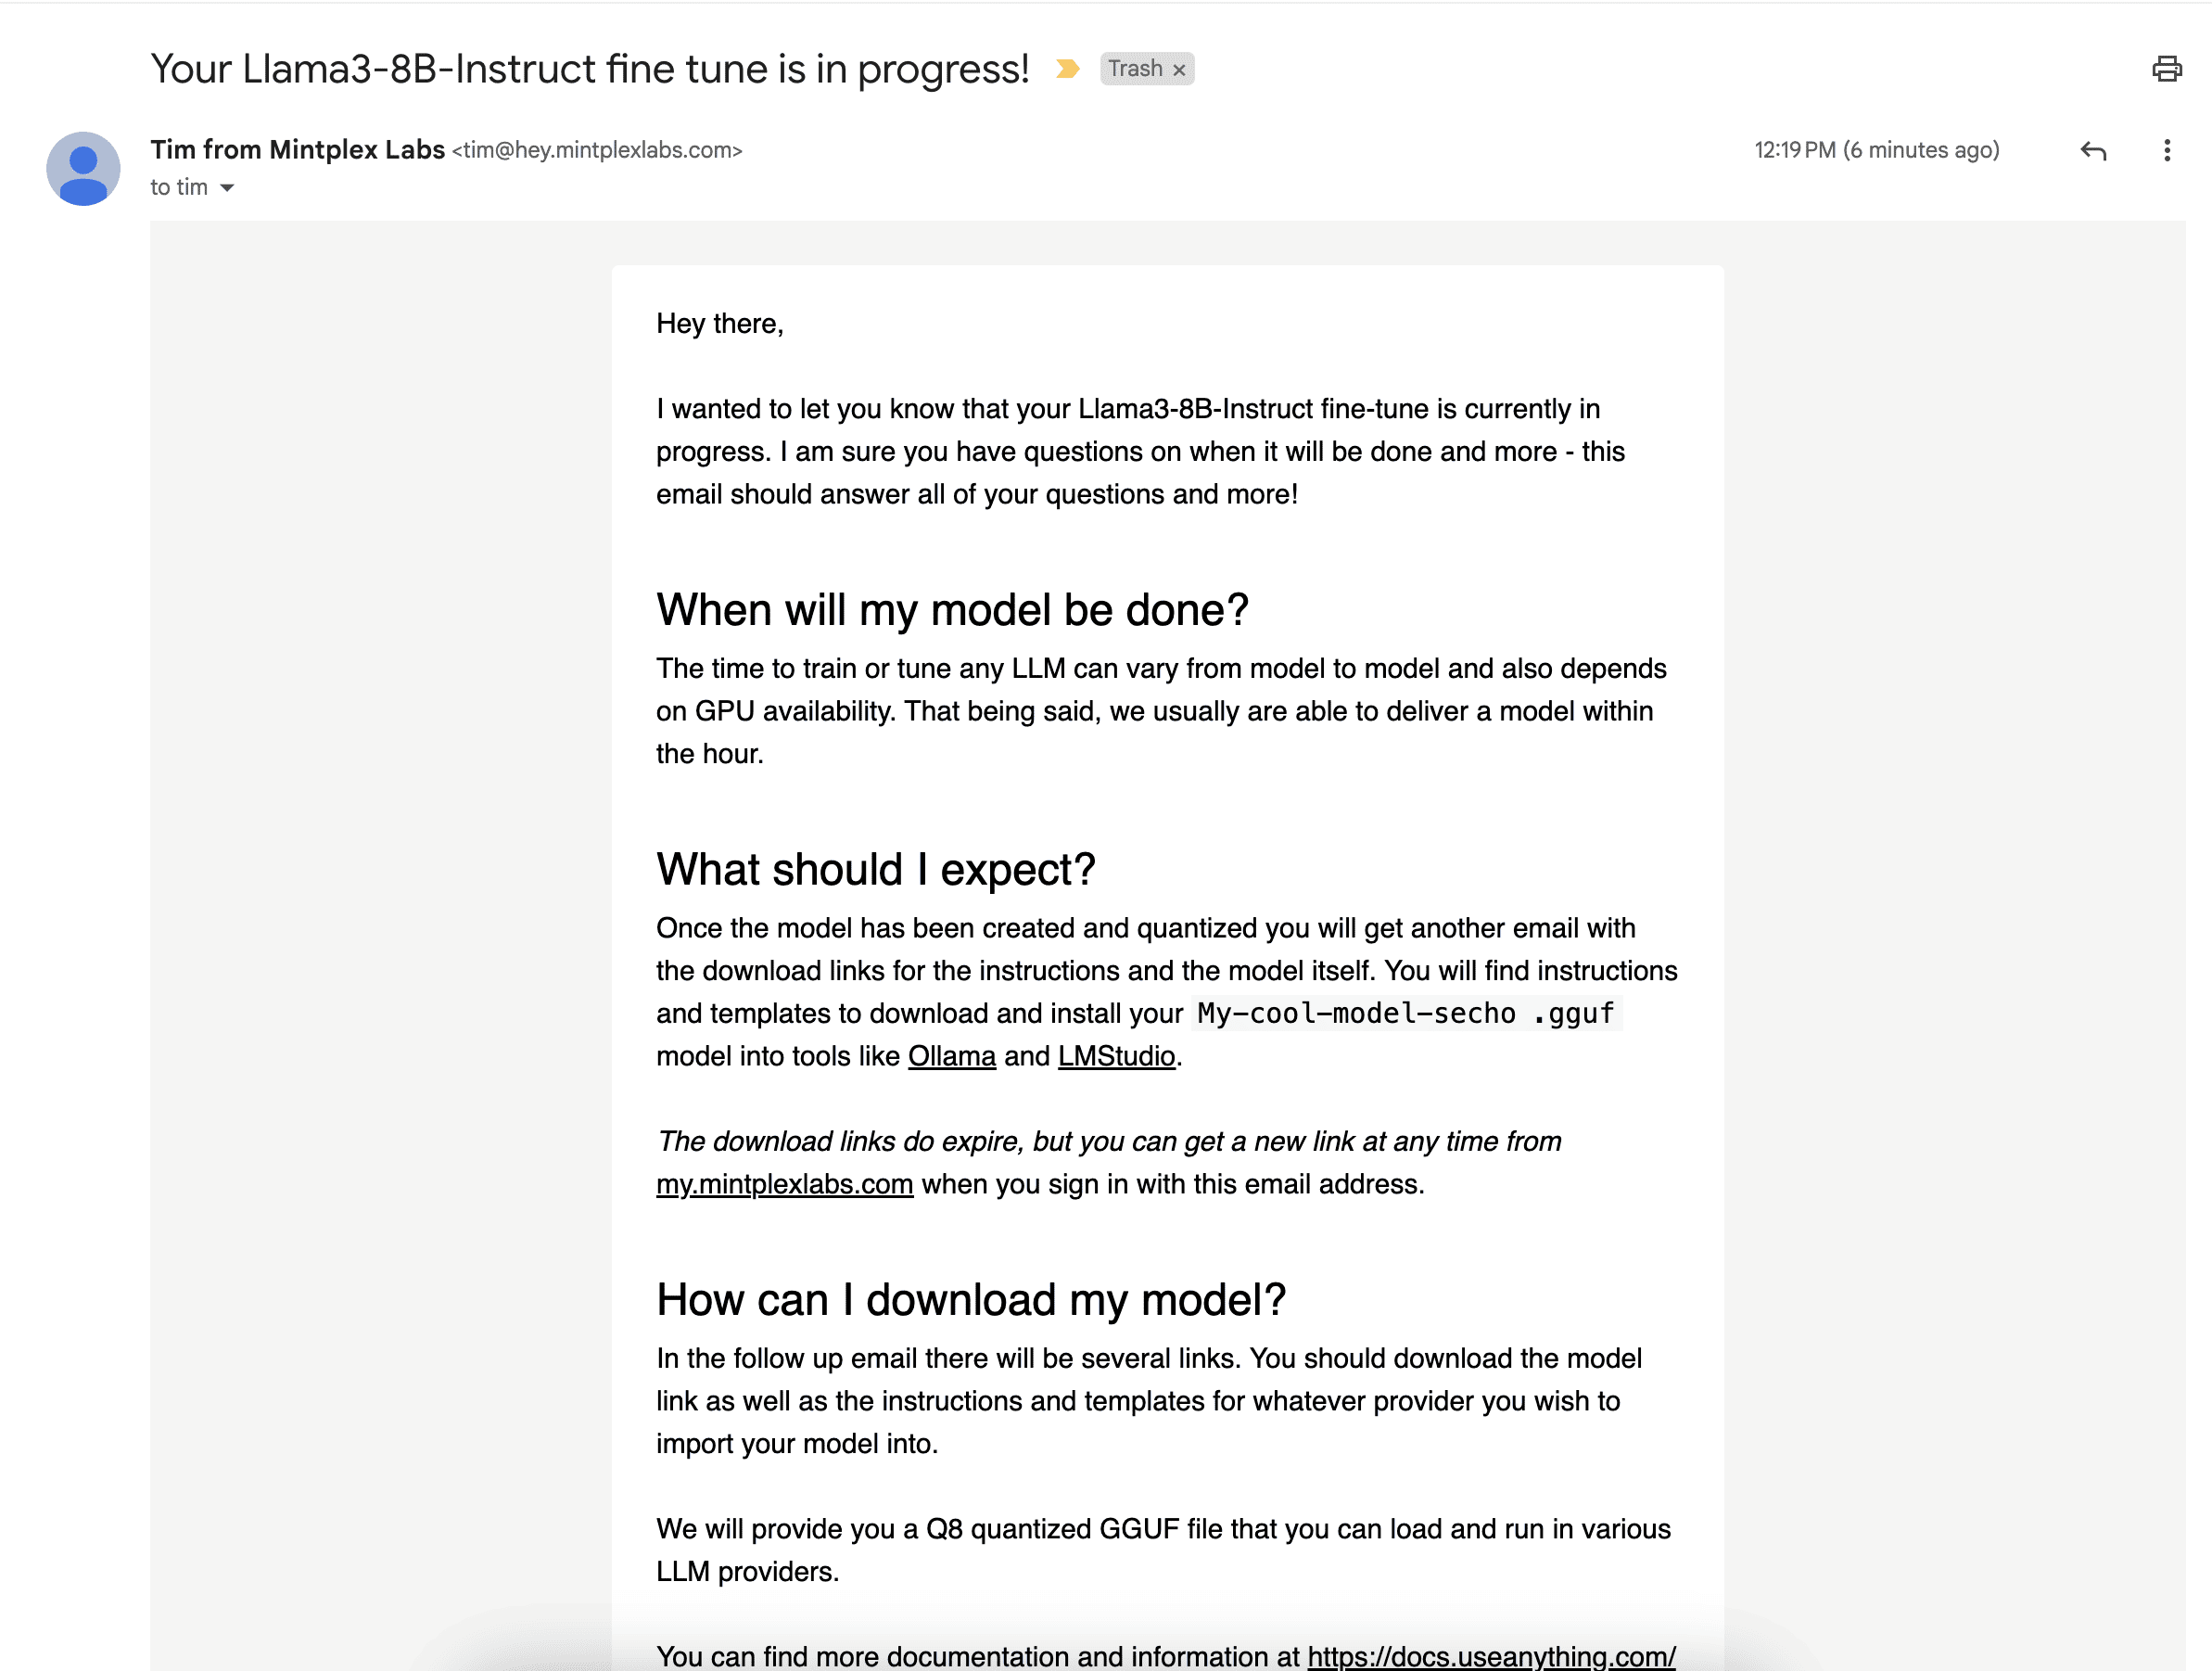 Your Llama3-8B-Instruct fine tune is in progress! Trash ×
Tim from Mintplex Labs <tim@hey.mintplexlabs.com> 12:19 PM (6 minutes ago)
to tim
Hey there,
I wanted to let you know that your Llama3-8B-Instruct fine-tune is currently in
progress. I am sure you have questions on when it will be done and more - this
email should answer all of your questions and more!
When will my model be done?
The time to train or tune any LLM can vary from model to model and also depends
on GPU availability. That being said, we usually are able to deliver a model within
the hour.
What should I expect?
Once the model has been created and quantized you will get another email with
the download links for the instructions and the model itself. You will find instructions
and templates to download and install your My-cool-model-secho .gguf
model into tools like Ollama and LMStudio.
The download links do expire, but you can get a new link at any time from
my.mintplexlabs.com when you sign in with this email address.
How can I download my model?
In the follow up email there will be several links. You should download the model
link as well as the instructions and templates for whatever provider you wish to
import your model into.
We will provide you a Q8 quantized GGUF file that you can load and run in various
LLM providers.
You can find more documentation and information at https://docs.useanything.com/